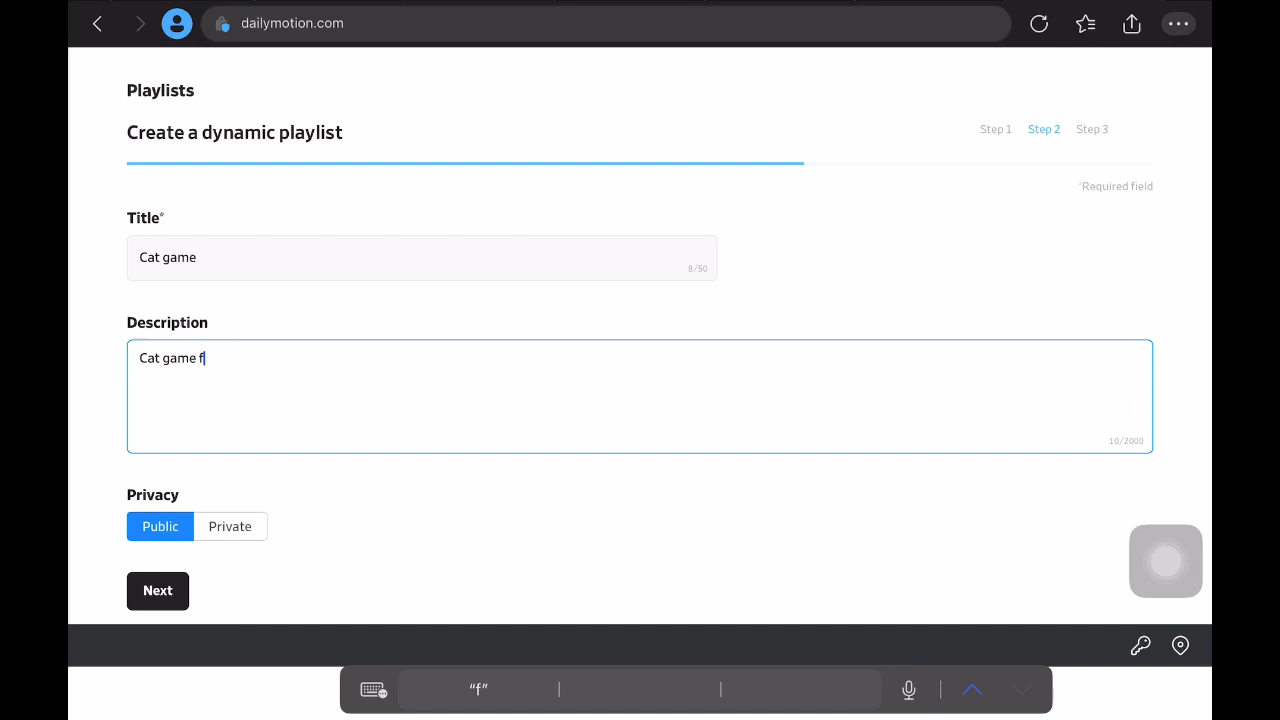 dailymotion.com
Playlists
Create a dynamic playlist
Step 1 Step 2 Step 3
*Required field
Title*
Cat game
8/50
Description
Cat game f
10/2000
Privacy
Public Private
Next
“f”